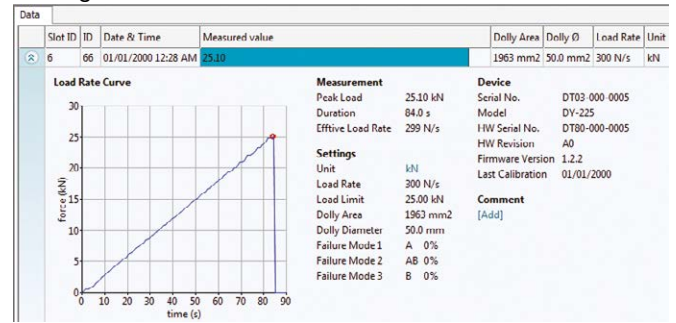 Data
Slot ID ID Date & Time Measured value Dolly Area Dolly Ø Load Rate Unit
6 66 01/01/2000 12:28 AM 25.10 1963 mm2 50.0 mm2 300 N/s kN
Load Rate Curve
force (kN)
30
25
20
15
10
5
0
0 10 20 30 40 50 60 70 80 90
time (s)
Measurement
Peak Load 25.10 kN
Duration 84.0 s
Efftive Load Rate 299 N/s
Settings
Unit kN
Load Rate 300 N/s
Load Limit 25.00 kN
Dolly Area 1963 mm2
Dolly Diameter 50.0 mm
Failure Mode 1 A 0%
Failure Mode 2 AB 0%
Failure Mode 3 B 0%
Device
Serial No. DT03-000-0005
Model DY-225
HW Serial No. DT80-000-0005
HW Revision A0
Firmware Version 1.2.2
Last Calibration 01/01/2000
Comment
[Add]